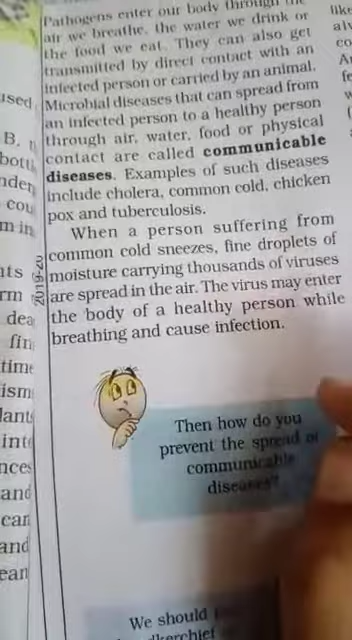 Pathogens enter our body through the
air we breathe, the water we drink or
the food we eat. They can also get
transmitted by direct contact with an
infected person or carried by an animal.
Microbial diseases that can spread from
an infected person to a healthy person
through air, water, food or physical
contact are called communicable
diseases. Examples of such diseases
include cholera, common cold, chicken
pox and tuberculosis.
When a person suffering from
common cold sneezes, fine droplets of
moisture carrying thousands of viruses
are spread in the air. The virus may enter
the body of a healthy person while
breathing and cause infection.
2019-20
Then how do you
prevent the spread of
communicable
diseases?
We should